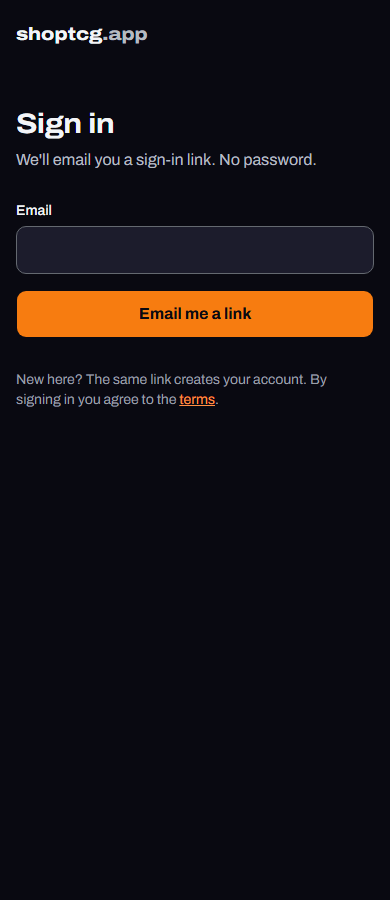 shoptcg.app
Sign in
We'll email you a sign-in link. No password.
Email
Email me a link
New here? The same link creates your account. By
signing in you agree to the terms.